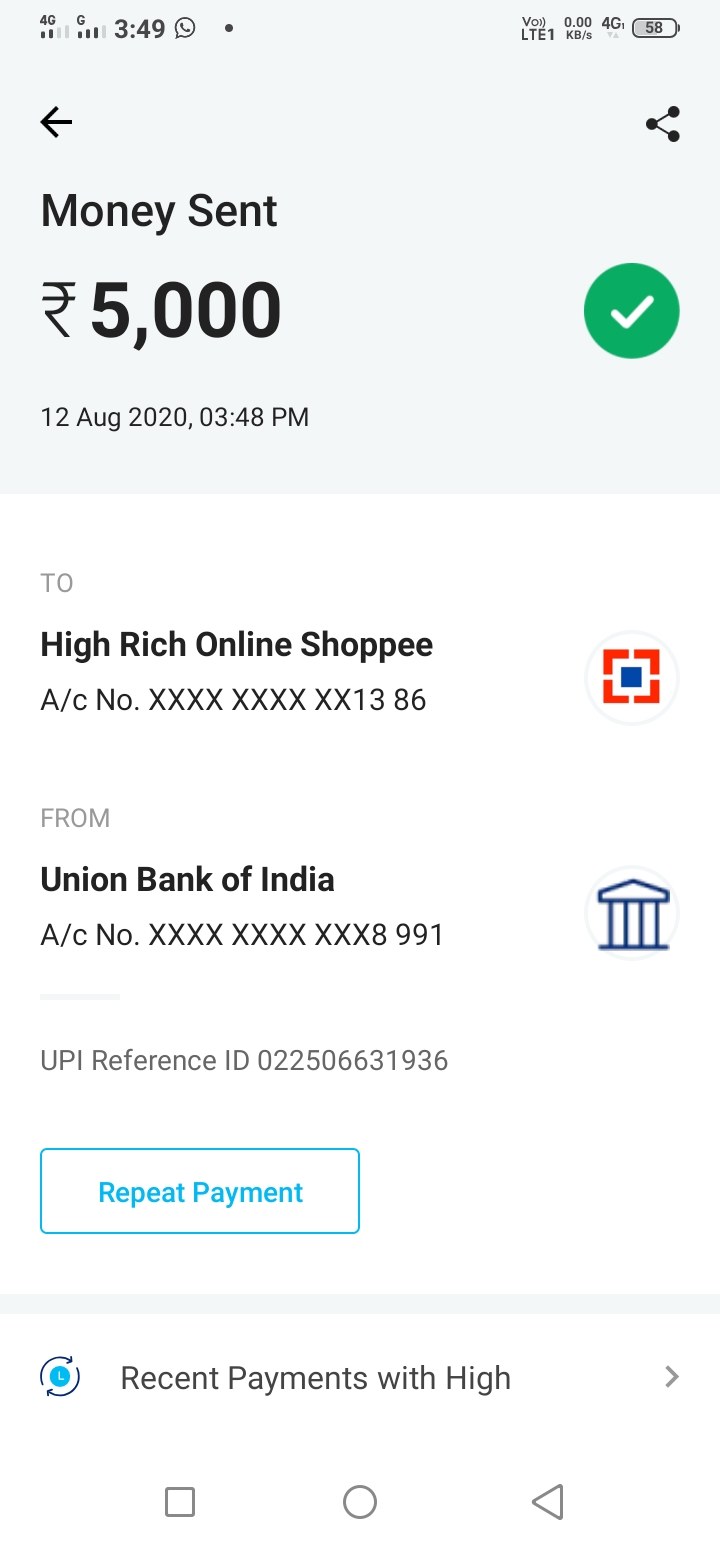 4G G 3:49 Vo)) LTE1 0.00 KB/s 4G 58
Money Sent
₹5,000
12 Aug 2020, 03:48 PM
TO
High Rich Online Shoppee
A/c No. XXXX XXXX XX13 86
FROM
Union Bank of India
A/c No. XXXX XXXX XXX8 991
UPI Reference ID 022506631936
Repeat Payment
Recent Payments with High